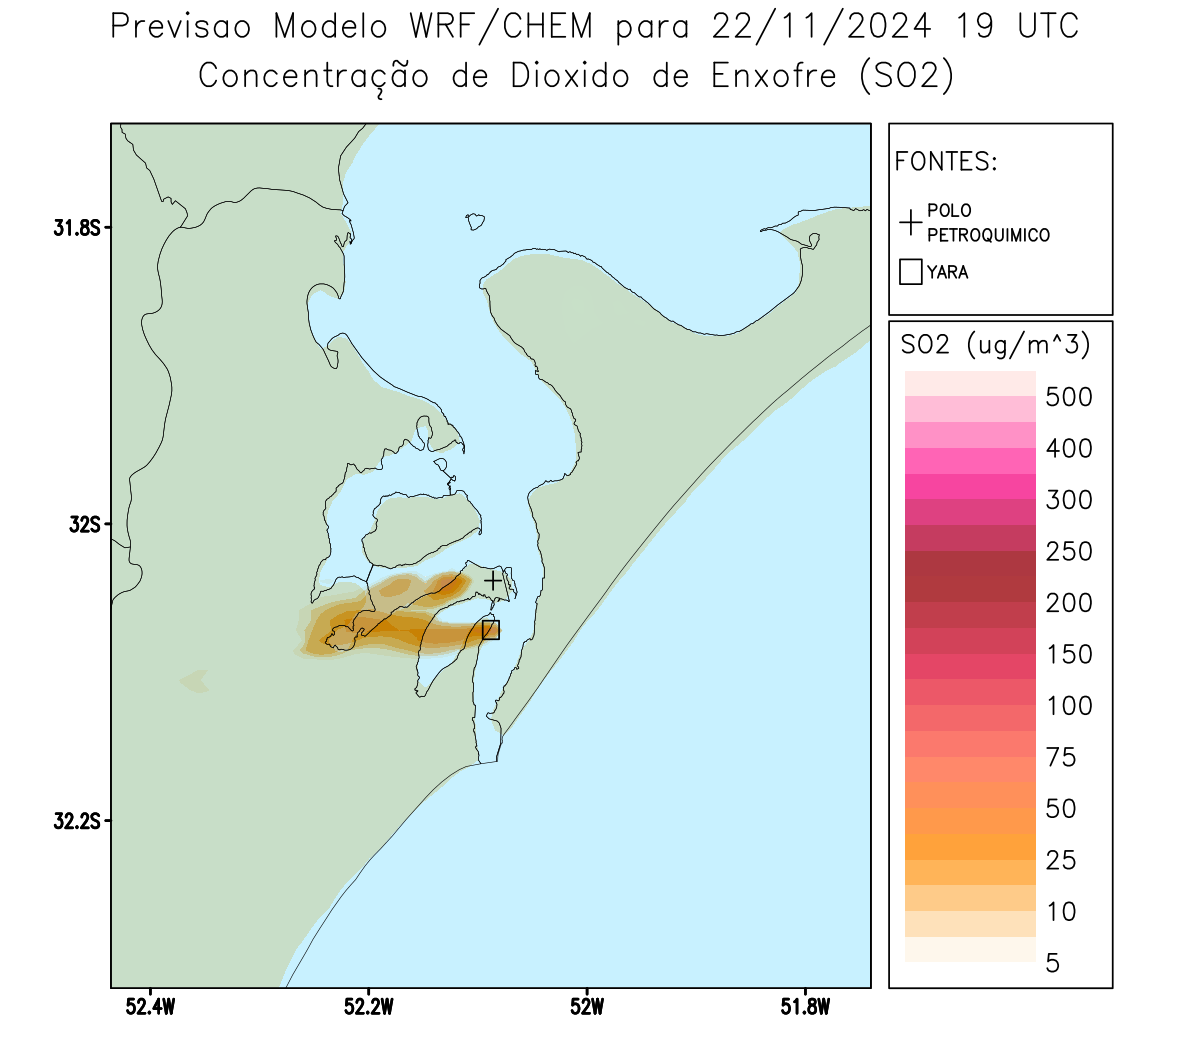 Previsao Modelo WRF/CHEM para 22/11/2024 19 UTC
Concentração de Dioxido de Enxofre (SO2)
FONTES:
POLO
PETROQUIMICO
YARA
SO2 (ug/m^3)
500
400
300
250
200
150
100
75
50
25
10
5
31.8S
32S
32.2S
52.4W
52.2W
52W
51.8W